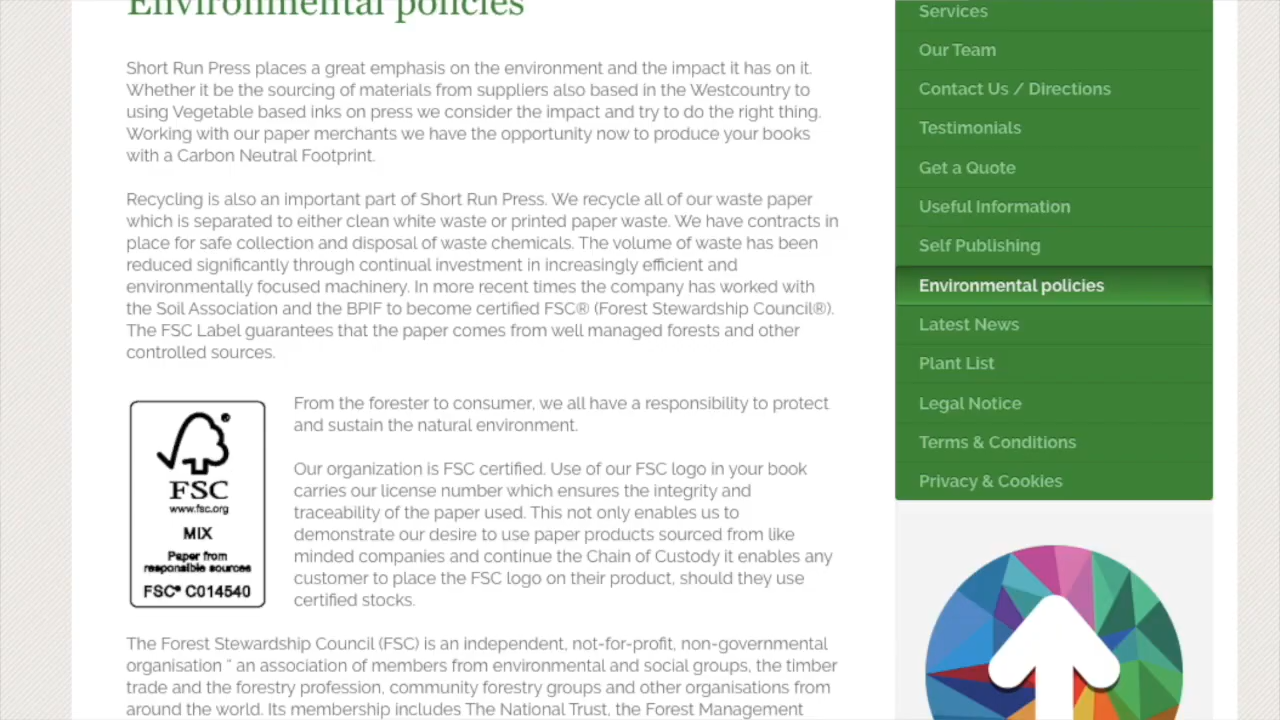 Environmental policies
Short Run Press places a great emphasis on the environment and the impact it has on it.
Whether it be the sourcing of materials from suppliers also based in the Westcountry to
using Vegetable based inks on press we consider the impact and try to do the right thing.
Working with our paper merchants we have the opportunity now to produce your books
with a Carbon Neutral Footprint.
Recycling is also an important part of Short Run Press. We recycle all of our waste paper
which is separated to either clean white waste or printed paper waste. We have contracts in
place for safe collection and disposal of waste chemicals. The volume of waste has been
reduced significantly through continual investment in increasingly efficient and
environmentally focused machinery. In more recent times the company has worked with
the Soil Association and the BPIF to become certified FSC® (Forest Stewardship Council®).
The FSC Label guarantees that the paper comes from well managed forests and other
controlled sources.
FSC
www.fsc.org
MIX
Paper from
responsible sources
FSC® C014540
From the forester to consumer, we all have a responsibility to protect
and sustain the natural environment.
Our organization is FSC certified. Use of our FSC logo in your book
carries our license number which ensures the integrity and
traceability of the paper used. This not only enables us to
demonstrate our desire to use paper products sourced from like
minded companies and continue the Chain of Custody it enables any
customer to place the FSC logo on their product, should they use
certified stocks.
The Forest Stewardship Council (FSC) is an independent, not-for-profit, non-governmental
organisation “ an association of members from environmental and social groups, the timber
trade and the forestry profession, community forestry groups and other organisations from
around the world. Its membership includes The National Trust, the Forest Management
Services
Our Team
Contact Us / Directions
Testimonials
Get a Quote
Useful Information
Self Publishing
Environmental policies
Latest News
Plant List
Legal Notice
Terms & Conditions
Privacy & Cookies